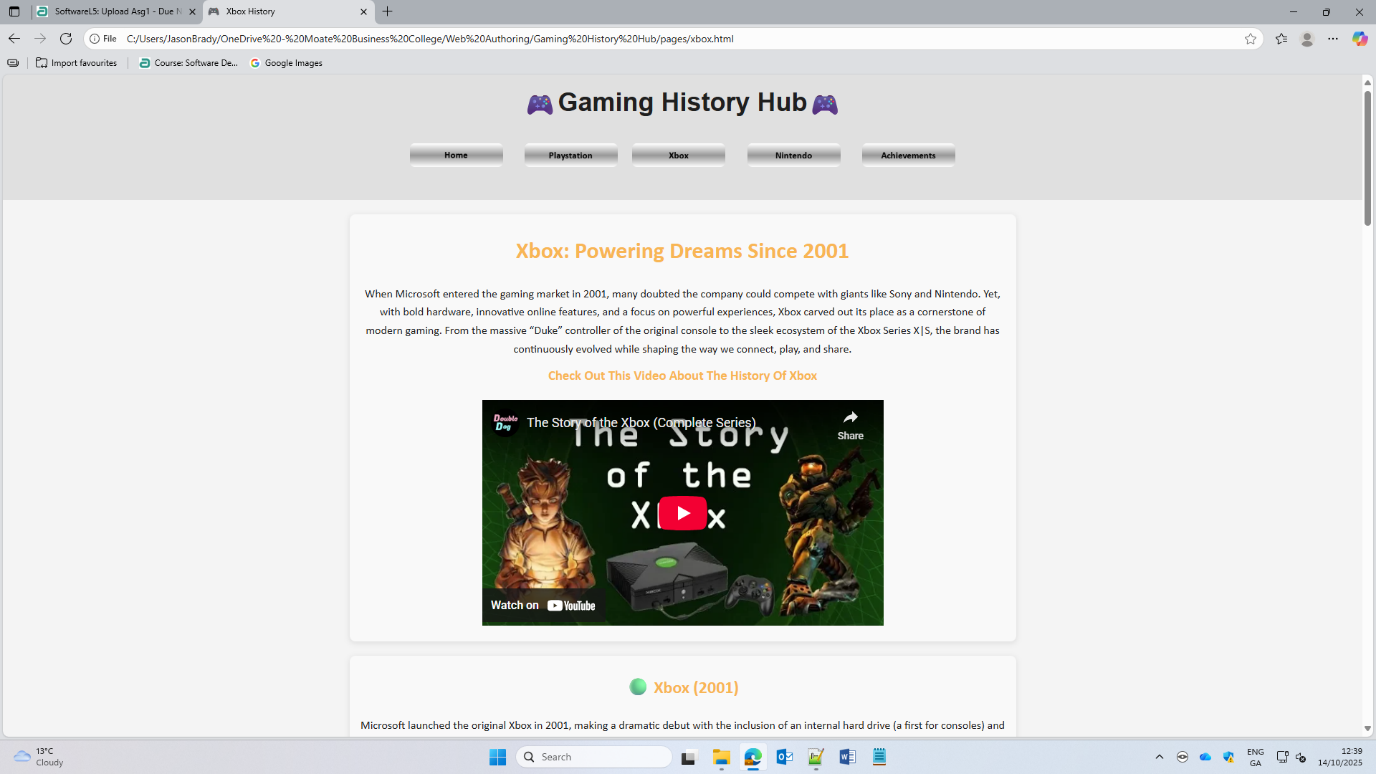 SoftwareL5: Upload Asg1 - Due N
Xbox History
File C:/Users/JasonBrady/OneDrive%20-%20Moate%20Business%20College/Web%20Authoring/Gaming%20History%20Hub/pages/xbox.html
Import favourites Course: Software De... Google Images
Gaming History Hub
Home Playstation Xbox Nintendo Achievements
Xbox: Powering Dreams Since 2001
When Microsoft entered the gaming market in 2001, many doubted the company could compete with giants like Sony and Nintendo. Yet,
with bold hardware, innovative online features, and a focus on powerful experiences, Xbox carved out its place as a cornerstone of
modern gaming. From the massive “Duke” controller of the original console to the sleek ecosystem of the Xbox Series X|S, the brand has
continuously evolved while shaping the way we connect, play, and share.
Check Out This Video About The History Of Xbox
Double
Dog
The Story of the Xbox (Complete Series)
Share
The Story
of the
Xbox
Watch on YouTube
Xbox (2001)
Microsoft launched the original Xbox in 2001, making a dramatic debut with the inclusion of an internal hard drive (a first for consoles) and
13°C
Cloudy
Search
ENG
GA
12:39
14/10/2025